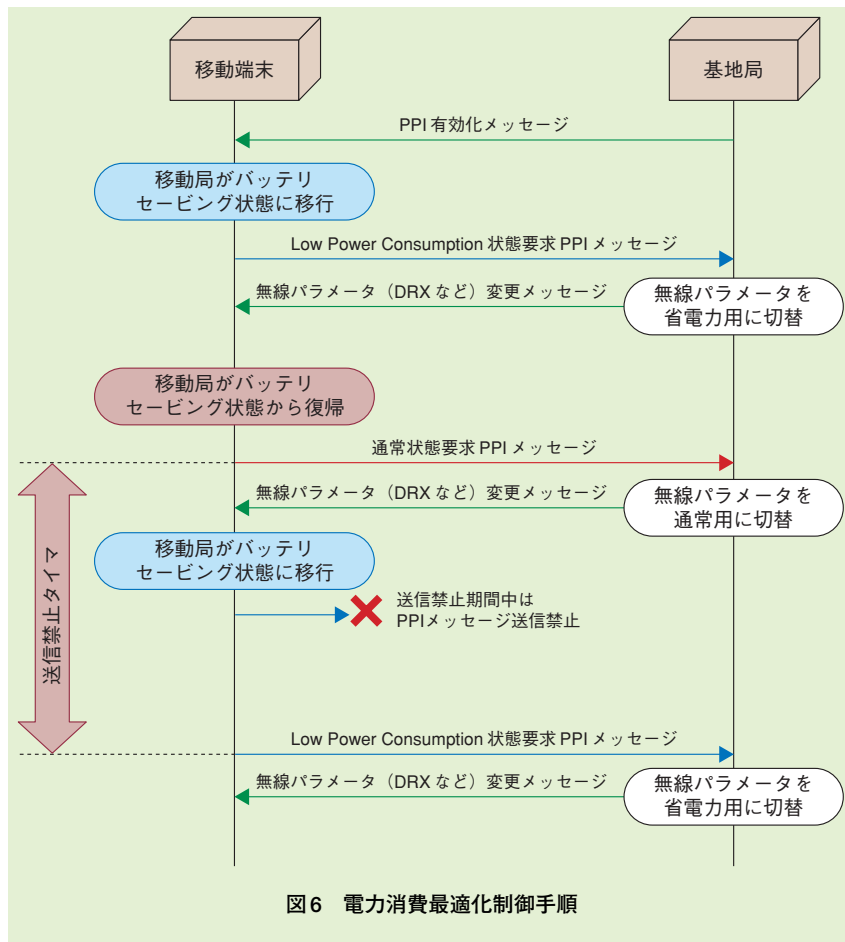 移動端末
基地局
PPI 有効化メッセージ
移動局がバッテリ
セービング状態に移行
Low Power Consumption 状態要求 PPI メッセージ
無線パラメータ（DRX など）変更メッセージ
無線パラメータを
省電力用に切替
移動局がバッテリ
セービング状態から復帰
通常状態要求 PPI メッセージ
無線パラメータ（DRX など）変更メッセージ
無線パラメータを
通常用に切替
送信禁止タイマ
移動局がバッテリ
セービング状態に移行
送信禁止期間中は
PPIメッセージ送信禁止
Low Power Consumption 状態要求 PPI メッセージ
無線パラメータ（DRX など）変更メッセージ
無線パラメータを
省電力用に切替
図6　電力消費最適化制御手順